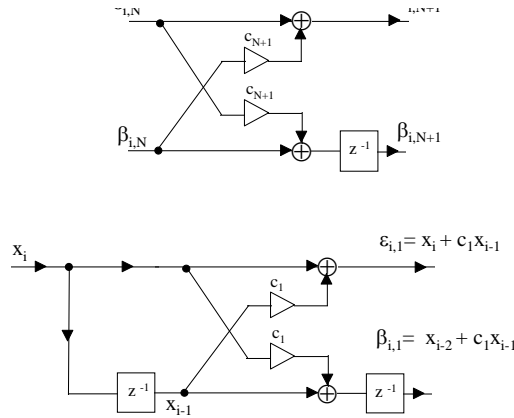 c_{N+1}
c_{N+1}
β_{i,N}
z^{-1}
β_{i,N+1}
x_i
ε_{i,1}= x_i + c_1x_{i-1}
c_1
c_1
β_{i,1}= x_{i-2} + c_1x_{i-1}
z^{-1}
x_{i-1}
z^{-1}